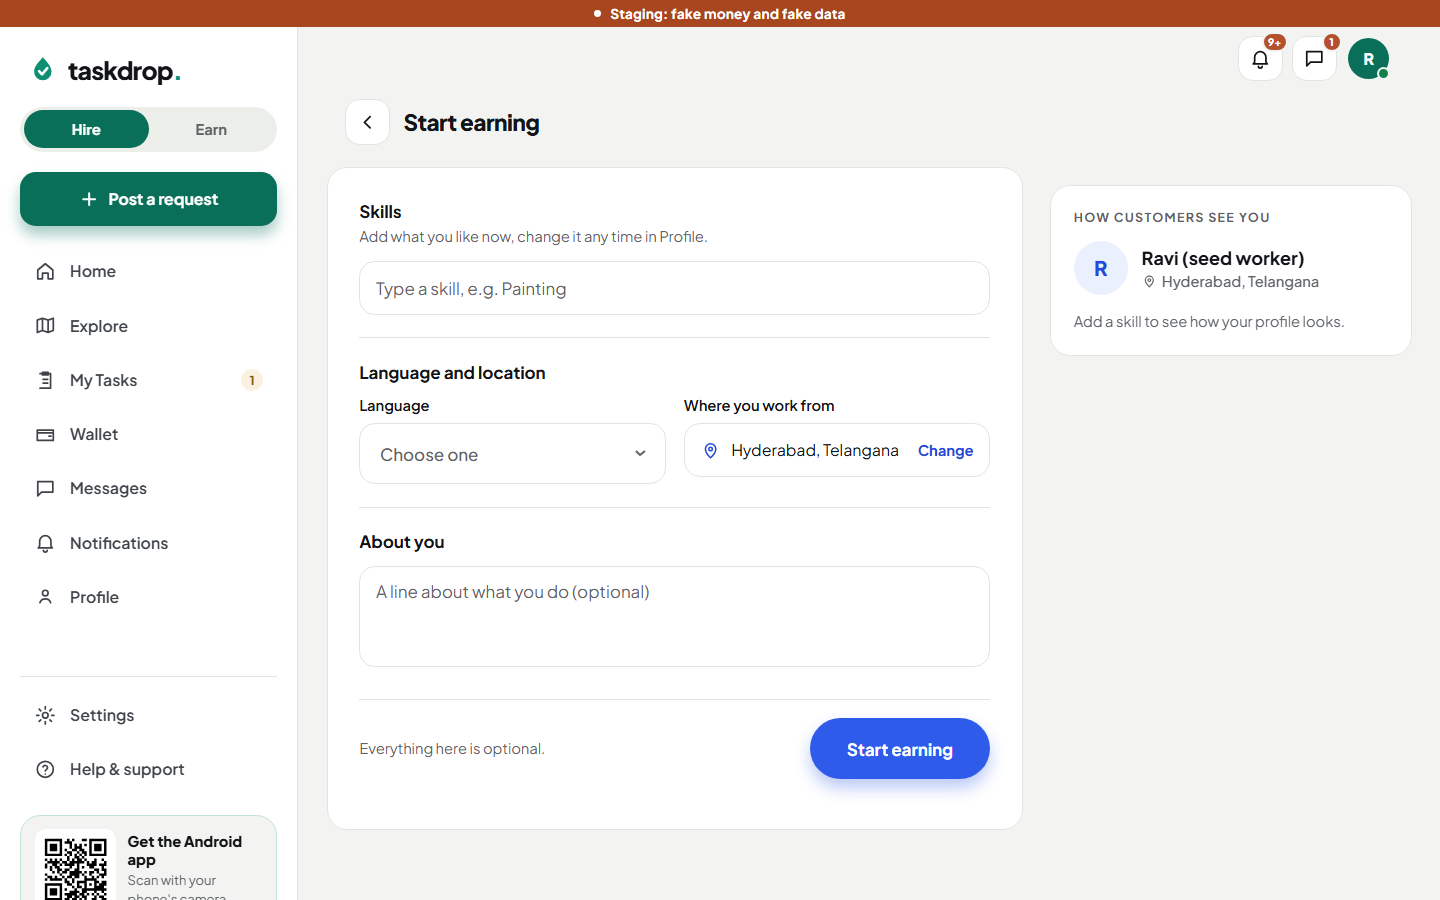 Staging: fake money and fake data
taskdrop.
Hire
Earn
Post a request
Home
Explore
My Tasks
1
Wallet
Messages
Notifications
Profile
Settings
Help & support
Get the Android
app
Scan with your
phone's camera
9+
1
R
Start earning
Skills
Add what you like now, change it any time in Profile.
Type a skill, e.g. Painting
Language and location
Language
Choose one
Where you work from
Hyderabad, Telangana
Change
About you
A line about what you do (optional)
Everything here is optional.
Start earning
HOW CUSTOMERS SEE YOU
R
Ravi (seed worker)
Hyderabad, Telangana
Add a skill to see how your profile looks.